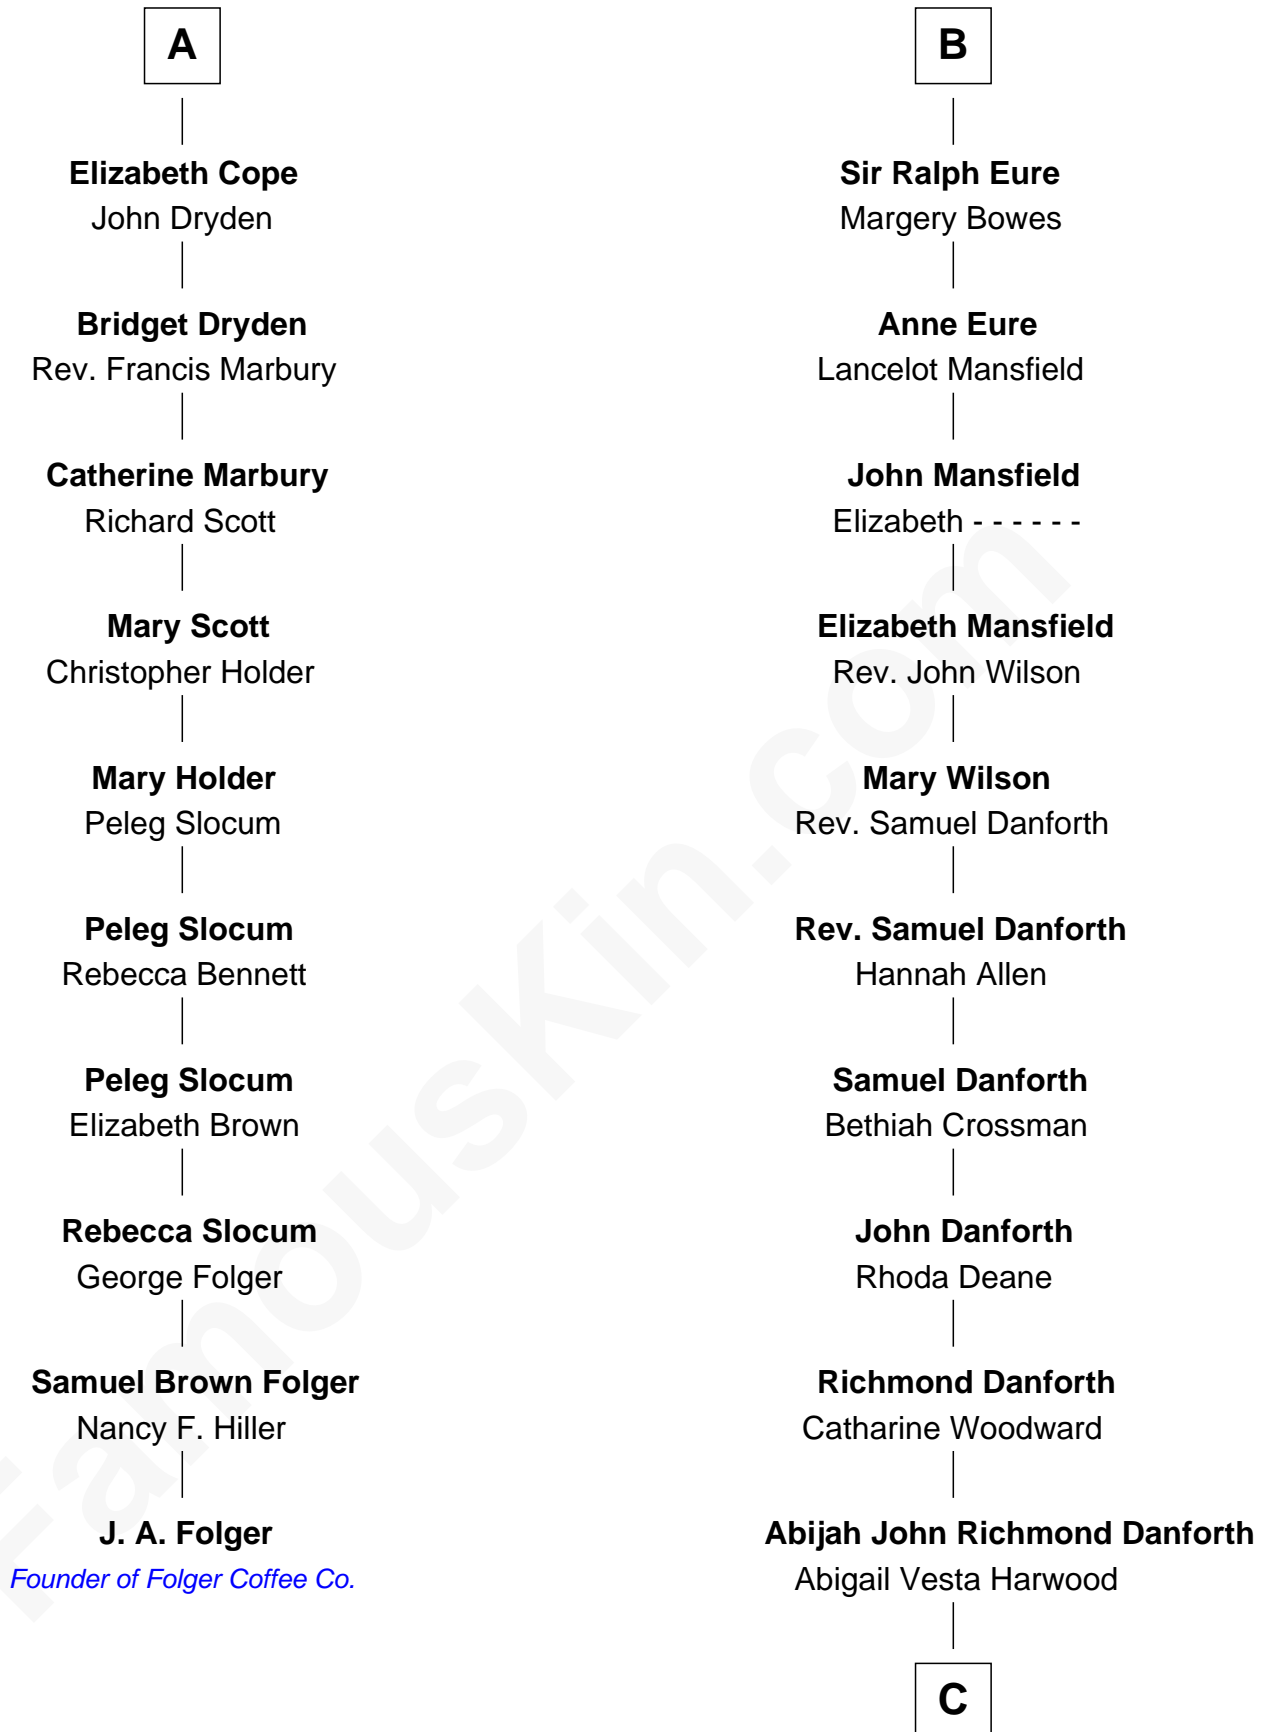 A
Elizabeth Cope
John Dryden
Bridget Dryden
Rev. Francis Marbury
Catherine Marbury
Richard Scott
Mary Scott
Christopher Holder
Mary Holder
Peleg Slocum
Peleg Slocum
Rebecca Bennett
Peleg Slocum
Elizabeth Brown
Rebecca Slocum
George Folger
Samuel Brown Folger
Nancy F. Hiller
J. A. Folger
Founder of Folger Coffee Co.
B
Sir Ralph Eure
Margery Bowes
Anne Eure
Lancelot Mansfield
John Mansfield
Elizabeth - - - - - -
Elizabeth Mansfield
Rev. John Wilson
Mary Wilson
Rev. Samuel Danforth
Rev. Samuel Danforth
Hannah Allen
Samuel Danforth
Bethiah Crossman
John Danforth
Rhoda Deane
Richmond Danforth
Catharine Woodward
Abijah John Richmond Danforth
Abigail Vesta Harwood
C
FamousKin.com